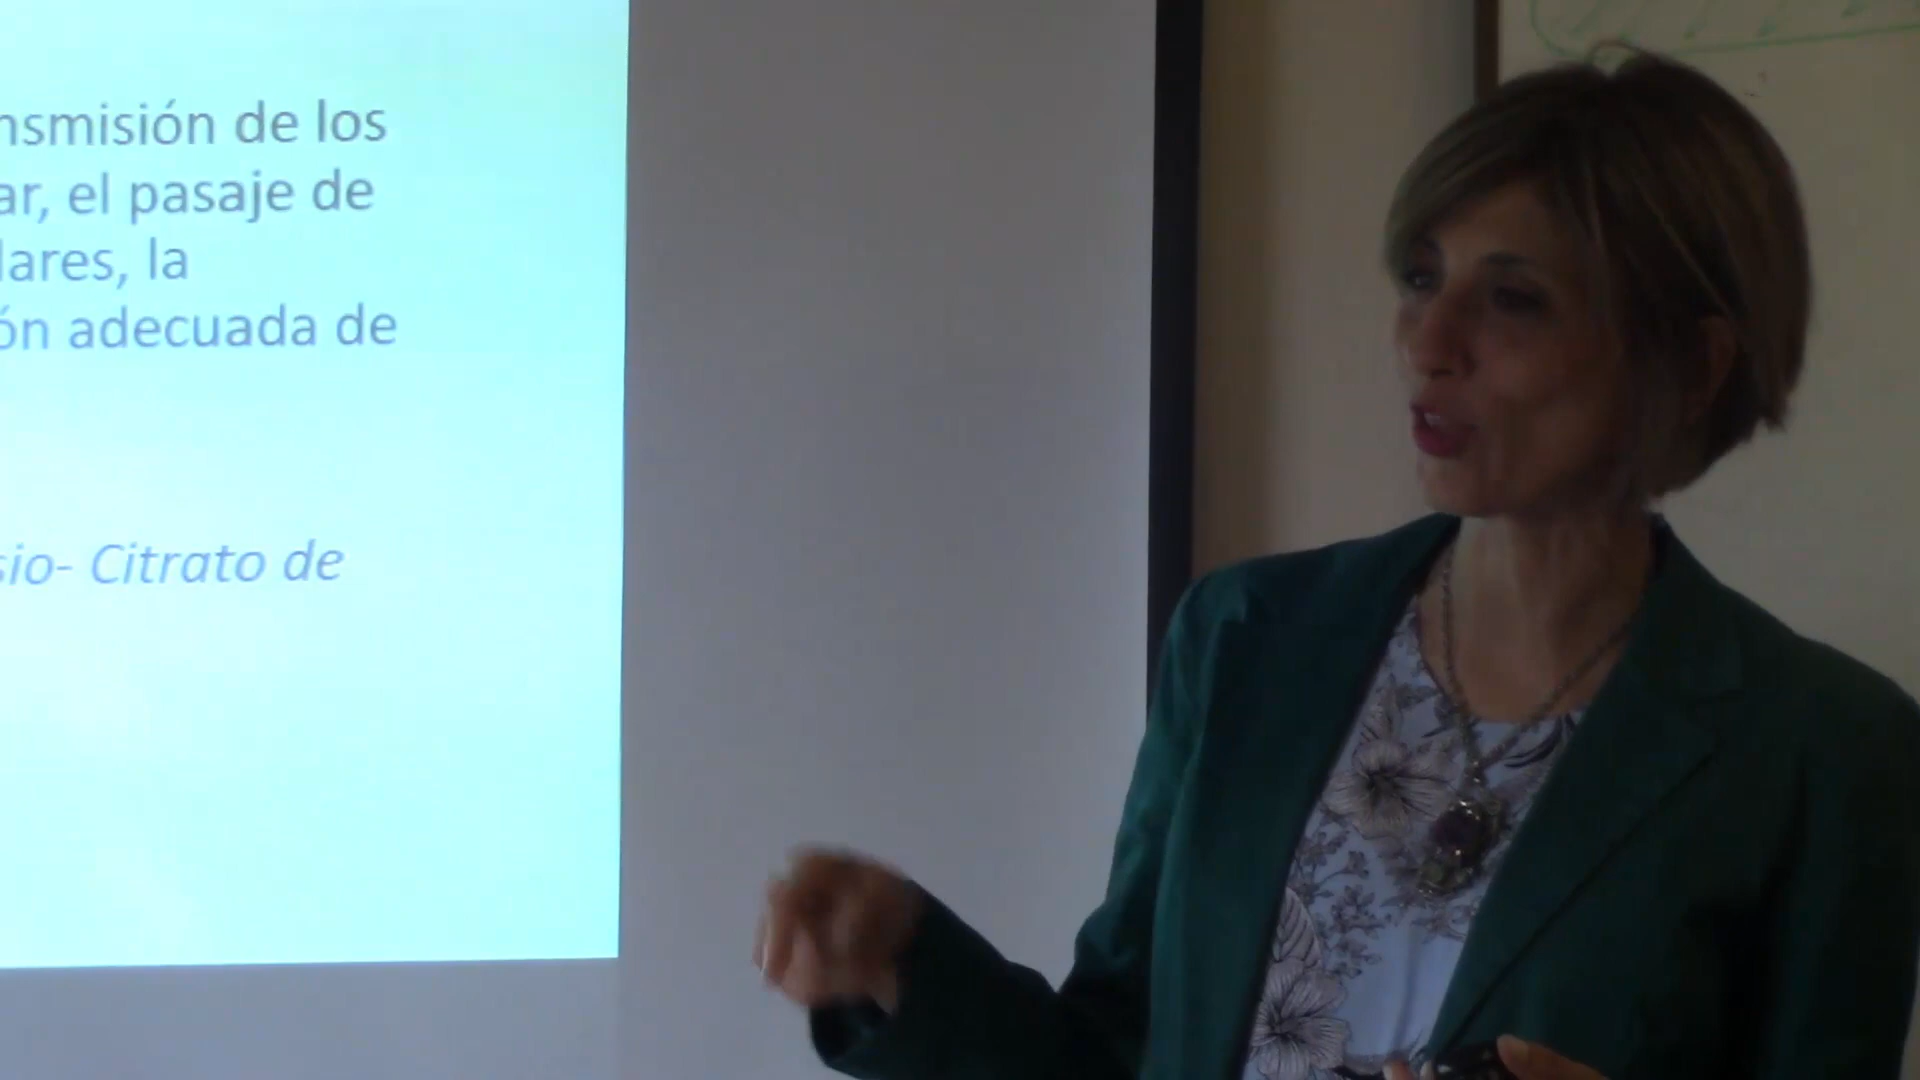 nsmisión de los
ar, el pasaje de
lares, la
ón adecuada de
sio- Citrato de